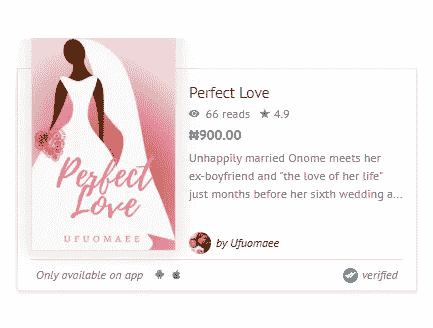 Perfect
Love
UFUOMAEE
Perfect Love
66 reads 4.9
₦900.00
Unhappily married Onome meets her
ex-boyfriend and "the love of her life"
just months before her sixth wedding a...
by Ufuomaee
Only available on app
verified